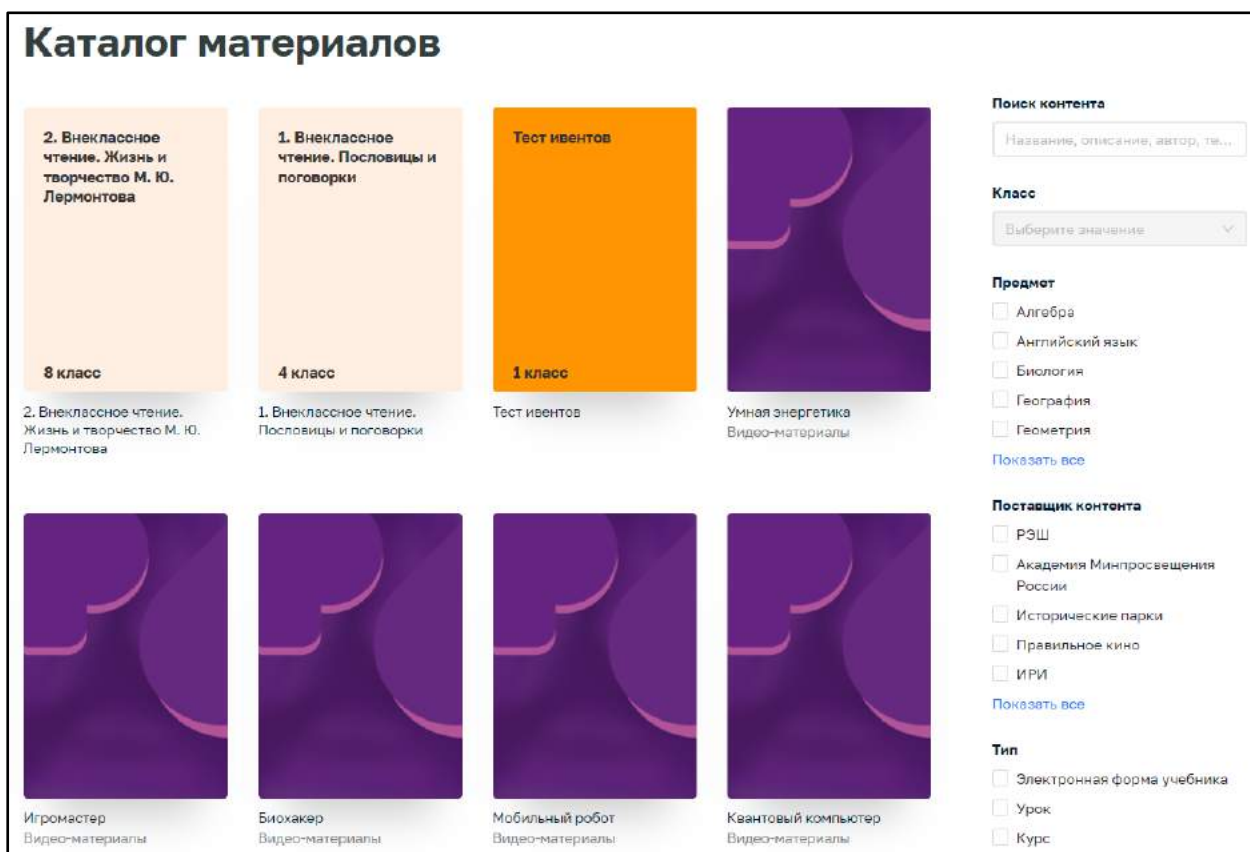 Каталог материалов
2. Внеклассное
чтение. Жизнь и
творчество М. Ю.
Лермонтова
8 класс
1. Внеклассное
чтение. Пословицы и
поговорки
4 класс
Тест ивентов
1 класс
2. Внеклассное чтение.
Жизнь и творчество М. Ю.
Лермонтова
1. Внеклассное чтение.
Пословицы и поговорки
Тест ивентов
Умная энергетика
Видео-материалы
Игромастер
Видео-материалы
Биохакер
Видео-материалы
Мобильный робот
Видео-материалы
Квантовый компьютер
Видео-материалы
Поиск контента
Название, описание, автор, те...
Класс
Выберите значение
Предмет
Алгебра
Английский язык
Биология
География
Геометрия
Показать все
Поставщик контента
РЭШ
Академия Минпросвещения
России
Исторические парки
Правильное кино
ИРИ
Показать все
Тип
Электронная форма учебника
Урок
Курс